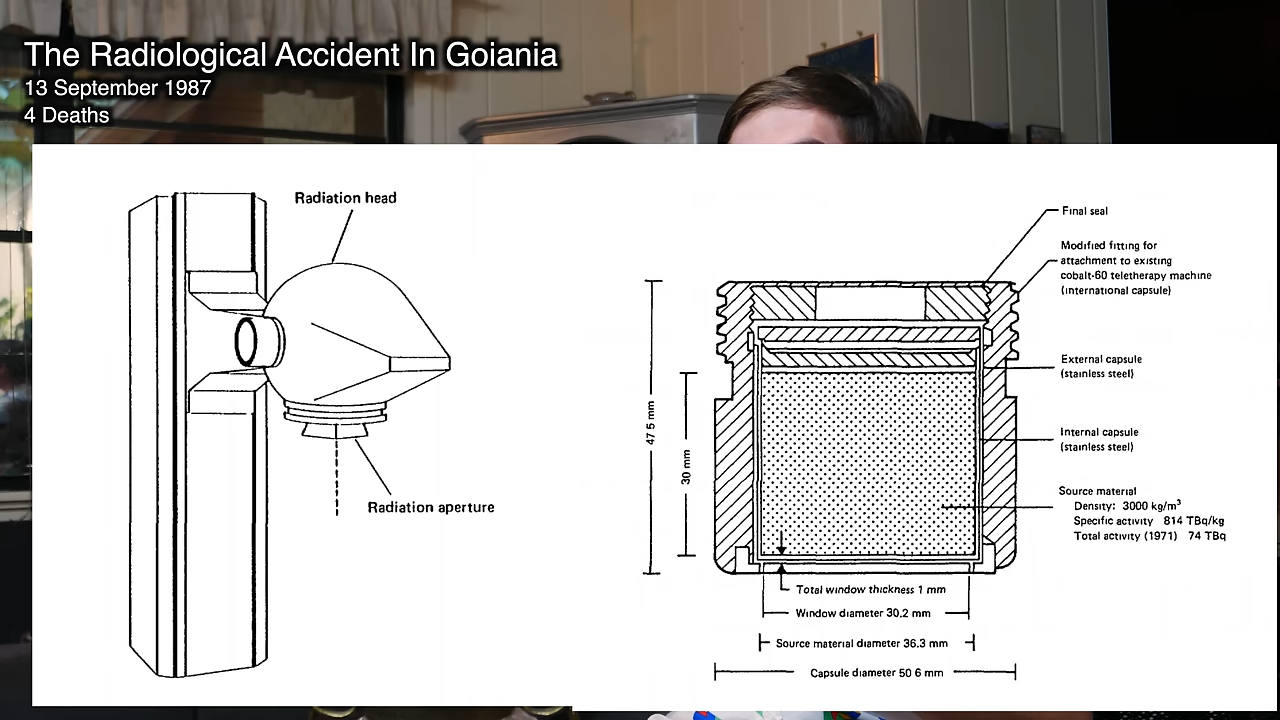 The Radiological Accident In Goiania
13 September 1987
4 Deaths
Radiation head
Radiation aperture
Final seal
Modified fitting for
attachment to existing
cobalt-60 teletherapy machine
(international capsule)
External capsule
(stainless steel)
Internal capsule
(stainless steel)
Source material
Density: 3000 kg/m³
Specific activity 814 TBq/kg
Total activity (1971) 74 TBq
47 5 mm
30 mm
Total window thickness 1 mm
Window diameter 30.2 mm
Source material diameter 36.3 mm
Capsule diameter 50 6 mm